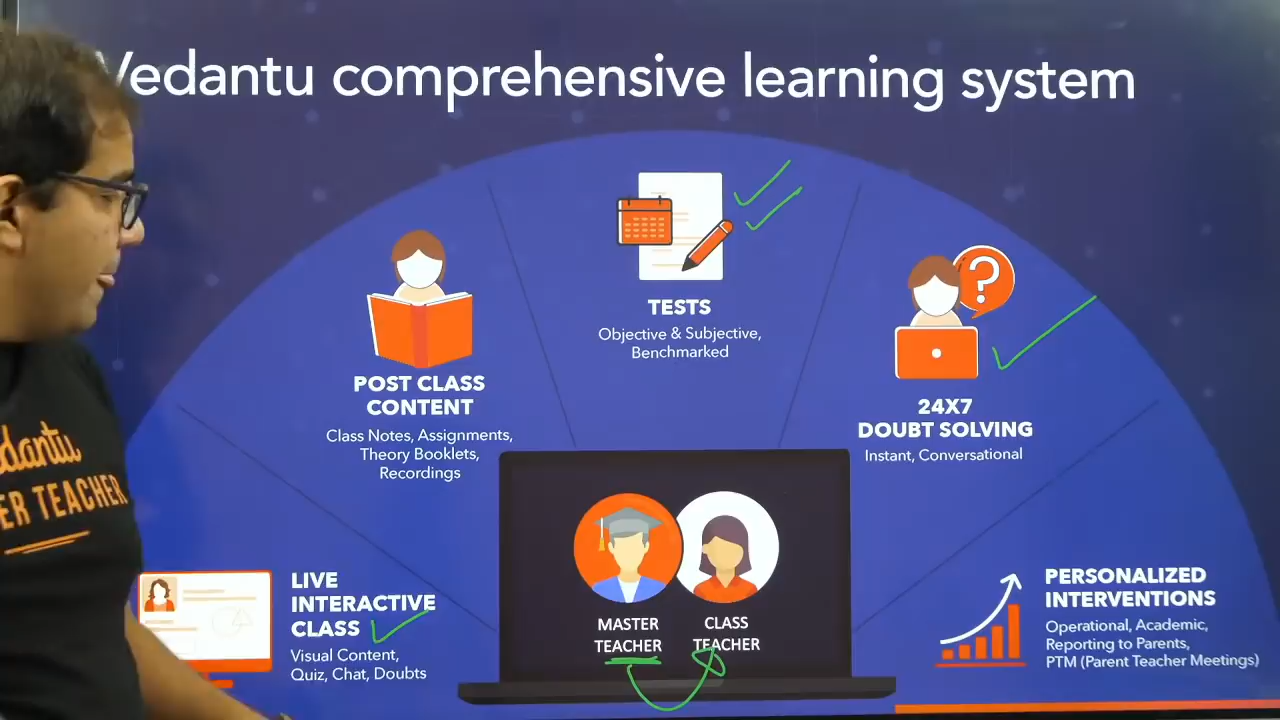 Vedantu comprehensive learning system
TESTS
Objective & Subjective,
Benchmarked
POST CLASS
CONTENT
Class Notes, Assignments,
Theory Booklets,
Recordings
24X7
DOUBT SOLVING
Instant, Conversational
LIVE
INTERACTIVE
CLASS
Visual Content,
Quiz, Chat, Doubts
MASTER
TEACHER
CLASS
TEACHER
PERSONALIZED
INTERVENTIONS
Operational, Academic,
Reporting to Parents,
PTM (Parent Teacher Meetings)
TEACHER